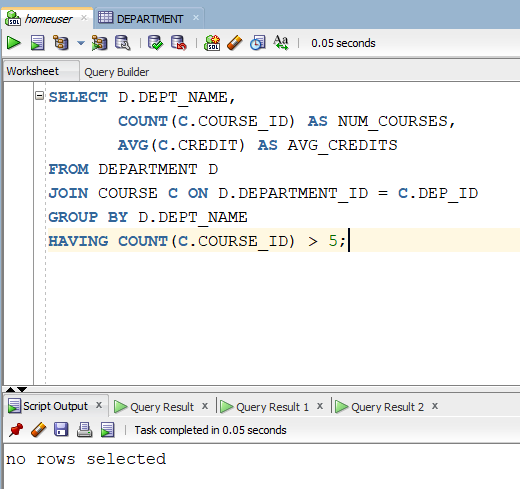 homeuser
DEPARTMENT
0.05 seconds
Worksheet Query Builder
SELECT D.DEPT_NAME,
COUNT(C.COURSE_ID) AS NUM_COURSES,
AVG(C.CREDIT) AS AVG_CREDITS
FROM DEPARTMENT D
JOIN COURSE C ON D.DEPARTMENT_ID = C.DEP_ID
GROUP BY D.DEPT_NAME
HAVING COUNT(C.COURSE_ID) > 5;
Script Output x Query Result x Query Result 1 x Query Result 2 x
Task completed in 0.05 seconds
no rows selected